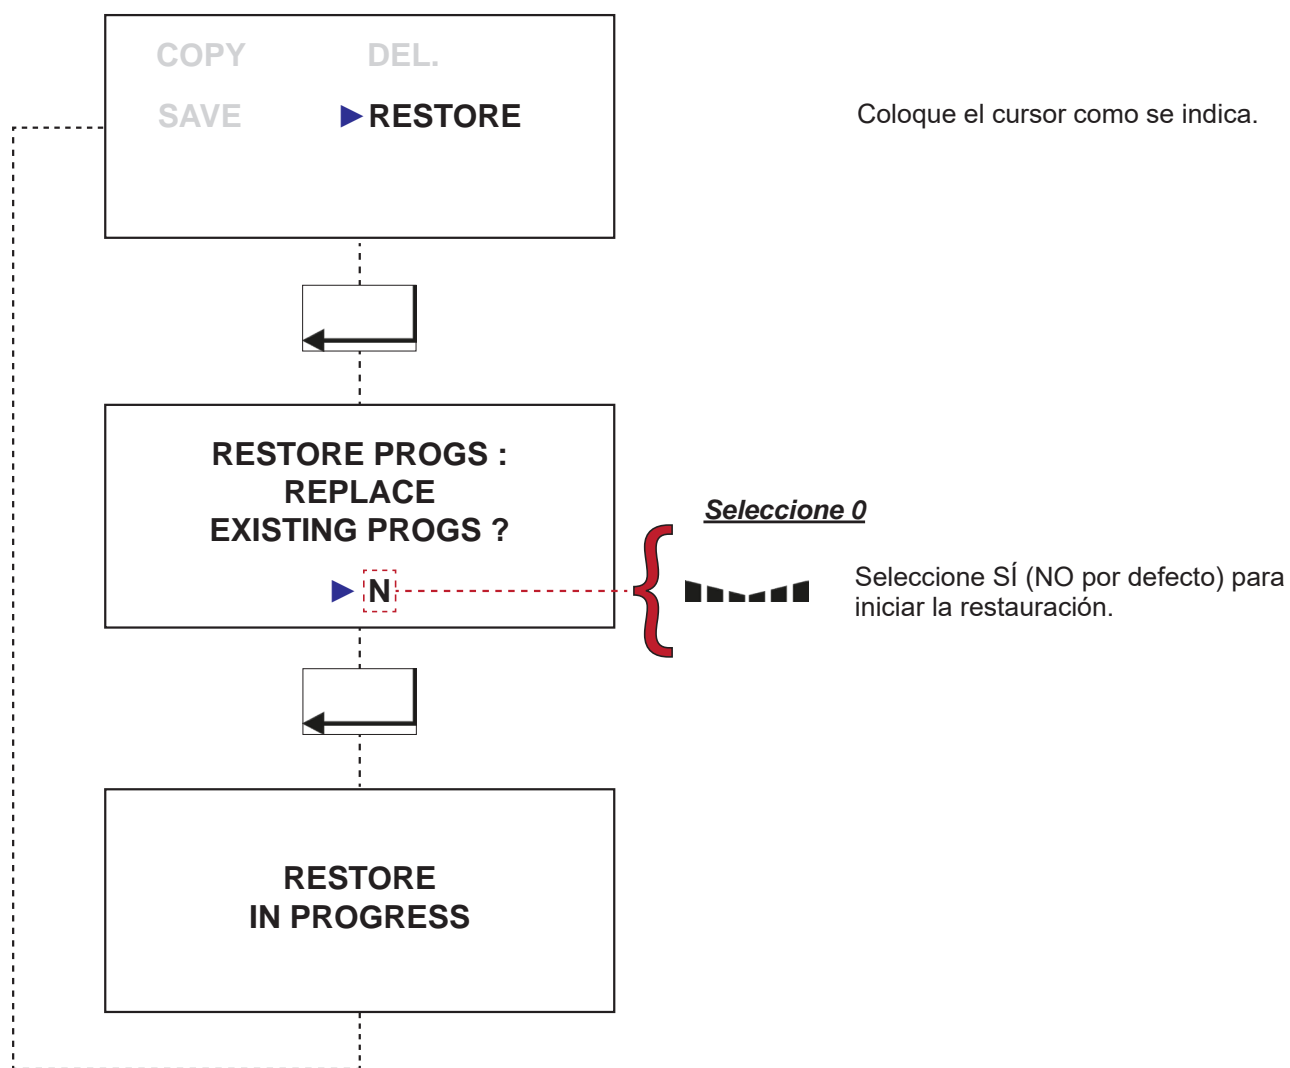 COPY DEL.
SAVE ►RESTORE
Coloque el cursor como se indica.
RESTORE PROGS :
REPLACE
EXISTING PROGS ?
► N
Seleccione 0
Seleccione SÍ (NO por defecto) para
iniciar la restauración.
RESTORE
IN PROGRESS